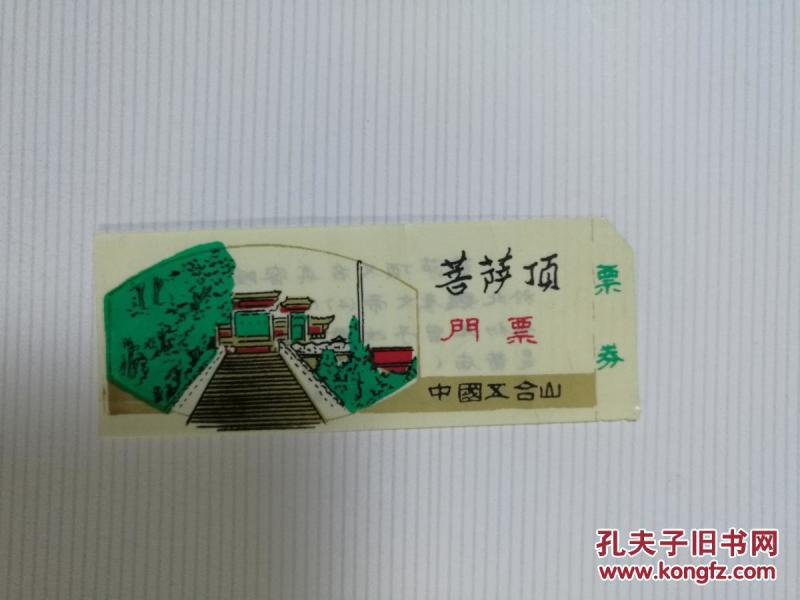 菩萨顶
門票
中國五台山
票券
孔夫子旧书网
www.kongfz.com